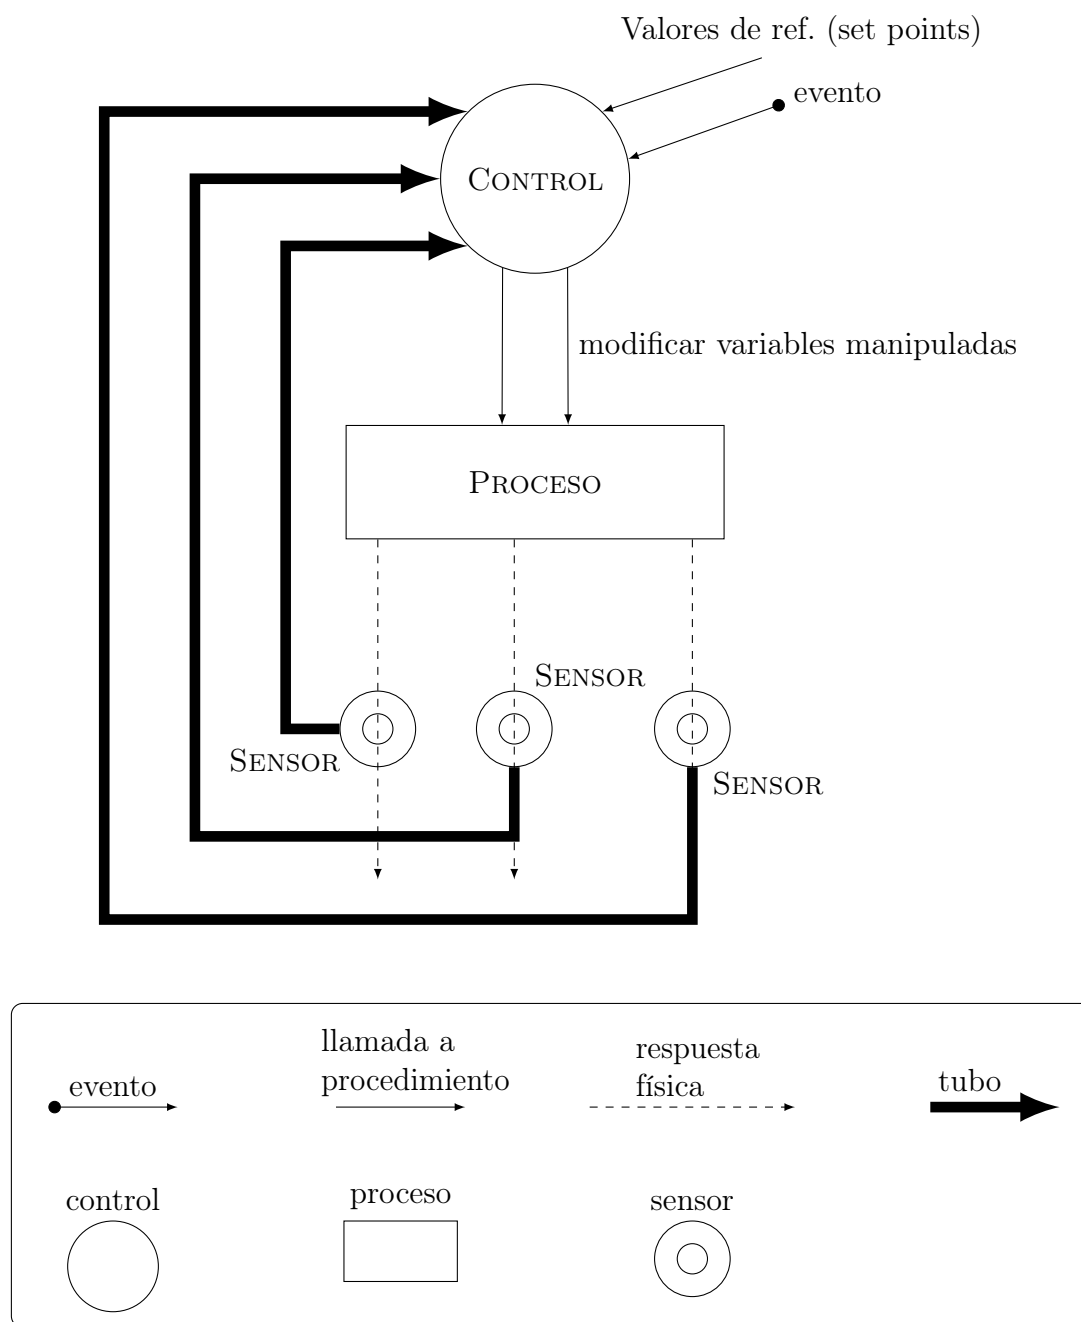 Valores de ref. (set points)
evento
CONTROL
modificar variables manipuladas
PROCESO
SENSOR
SENSOR
SENSOR
llamada a
procedimiento
respuesta
física
evento
tubo
control
proceso
sensor